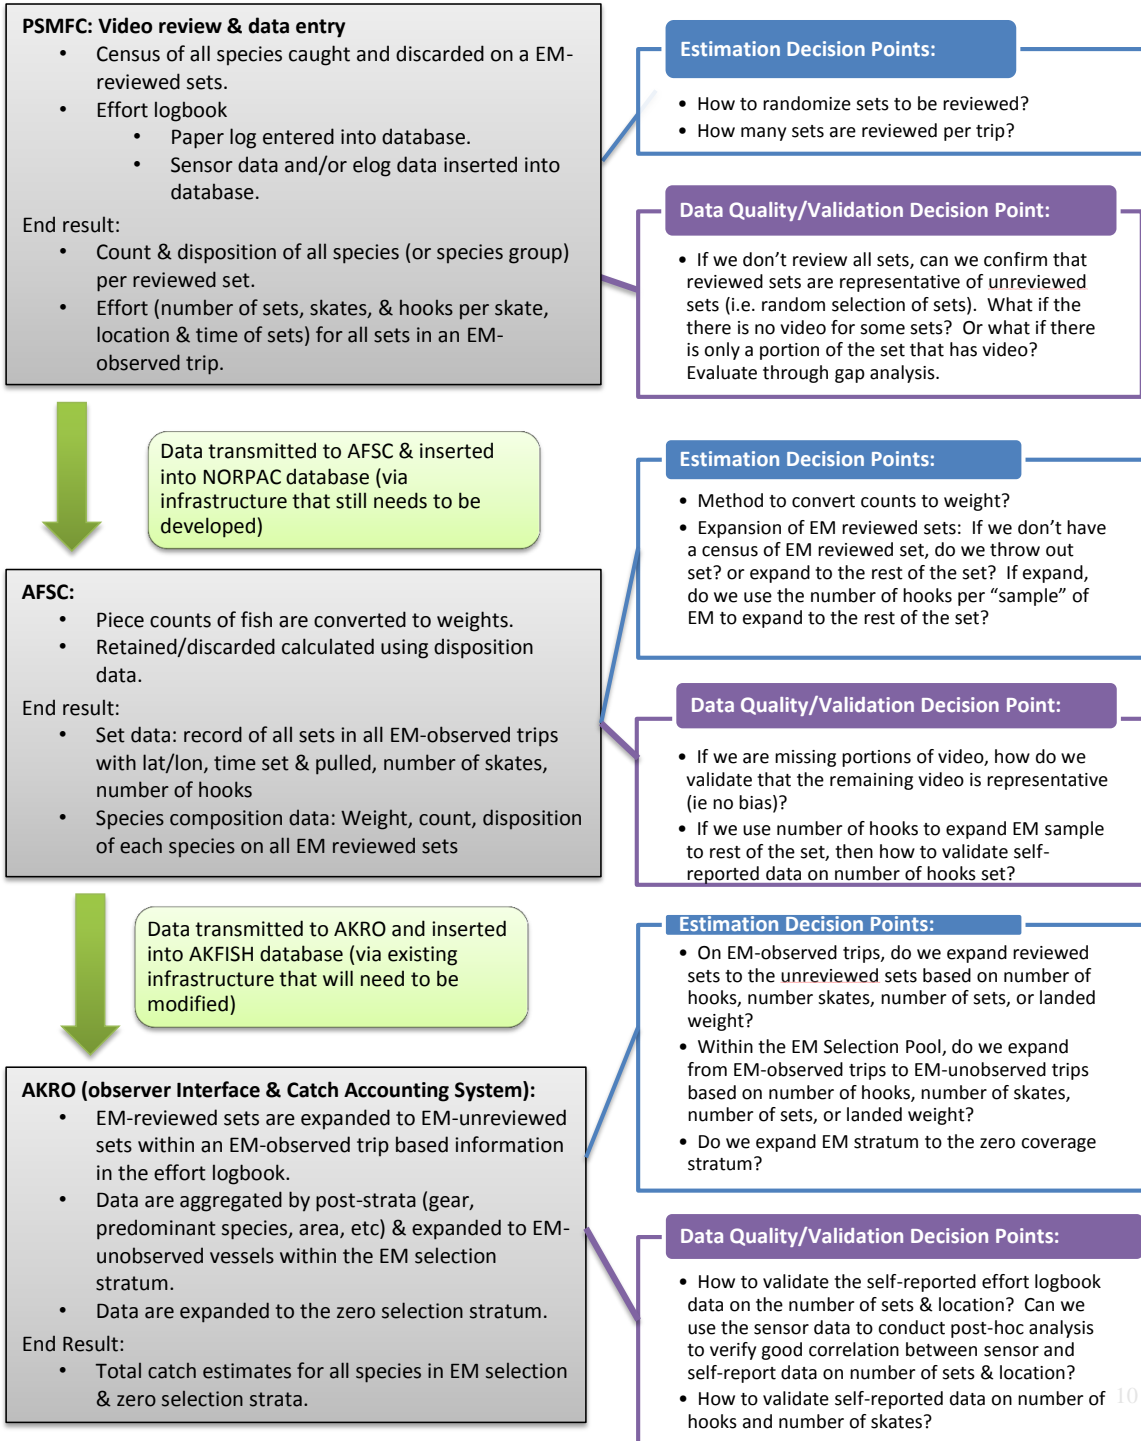 PSMFC: Video review & data entry
• Census of all species caught and discarded on a EM-
reviewed sets.
• Effort logbook
• Paper log entered into database.
• Sensor data and/or elog data inserted into
database.
End result:
• Count & disposition of all species (or species group)
per reviewed set.
• Effort (number of sets, skates, & hooks per skate,
location & time of sets) for all sets in an EM-
observed trip.
Estimation Decision Points:
• How to randomize sets to be reviewed?
• How many sets are reviewed per trip?
Data Quality/Validation Decision Point:
• If we don't review all sets, can we confirm that
reviewed sets are representative of unreviewed
sets (i.e. random selection of sets). What if the
there is no video for some sets? Or what if there
is only a portion of the set that has video?
Evaluate through gap analysis.
Data transmitted to AFSC & inserted
into NORPAC database (via
infrastructure that still needs to be
developed)
AFSC:
• Piece counts of fish are converted to weights.
• Retained/discarded calculated using disposition
data.
End result:
• Set data: record of all sets in all EM-observed trips
with lat/lon, time set & pulled, number of skates,
number of hooks
• Species composition data: Weight, count, disposition
of each species on all EM reviewed sets
Estimation Decision Points:
• Method to convert counts to weight?
• Expansion of EM reviewed sets: If we don't have
a census of EM reviewed set, do we throw out
set? or expand to the rest of the set? If expand,
do we use the number of hooks per "sample" of
EM to expand to the rest of the set?
Data Quality/Validation Decision Point:
• If we are missing portions of video, how do we
validate that the remaining video is representative
(ie no bias)?
• If we use number of hooks to expand EM sample
to rest of the set, then how to validate self-
reported data on number of hooks set?
Data transmitted to AKRO and inserted
into AKFISH database (via existing
infrastructure that will need to be
modified)
AKRO (observer Interface & Catch Accounting System):
• EM-reviewed sets are expanded to EM-unreviewed
sets within an EM-observed trip based information
in the effort logbook.
• Data are aggregated by post-strata (gear,
predominant species, area, etc) & expanded to EM-
unobserved vessels within the EM selection
stratum.
• Data are expanded to the zero selection stratum.
End Result:
• Total catch estimates for all species in EM selection
& zero selection strata.
Estimation Decision Points:
• On EM-observed trips, do we expand reviewed
sets to the unreviewed sets based on number of
hooks, number skates, number of sets, or landed
weight?
• Within the EM Selection Pool, do we expand
from EM-observed trips to EM-unobserved trips
based on number of hooks, number of skates,
number of sets, or landed weight?
• Do we expand EM stratum to the zero coverage
stratum?
Data Quality/Validation Decision Points:
• How to validate the self-reported effort logbook
data on the number of sets & location? Can we
use the sensor data to conduct post-hoc analysis
to verify good correlation between sensor and
self-report data on number of sets & location?
• How to validate self-reported data on number of
hooks and number of skates?
10